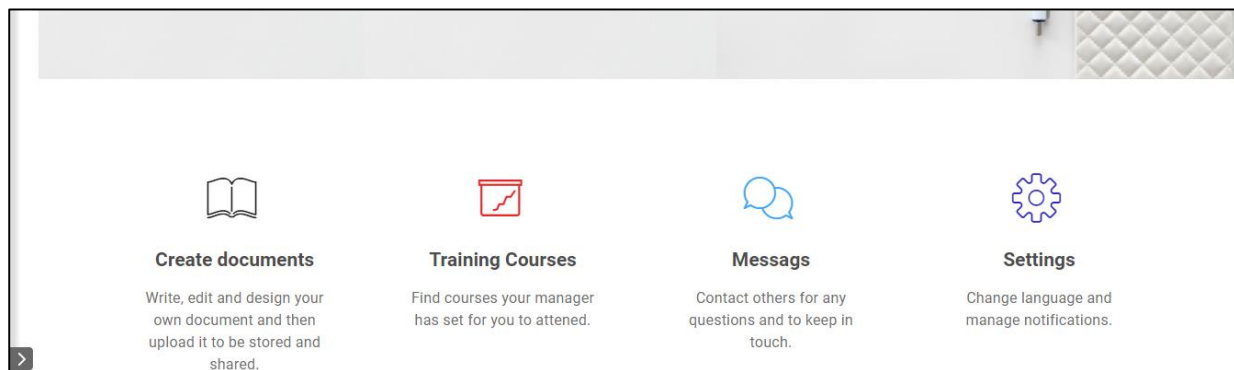 Create documents
Write, edit and design your
own document and then
upload it to be stored and
shared.
Training Courses
Find courses your manager
has set for you to attened.
Messags
Contact others for any
questions and to keep in
touch.
Settings
Change language and
manage notifications.